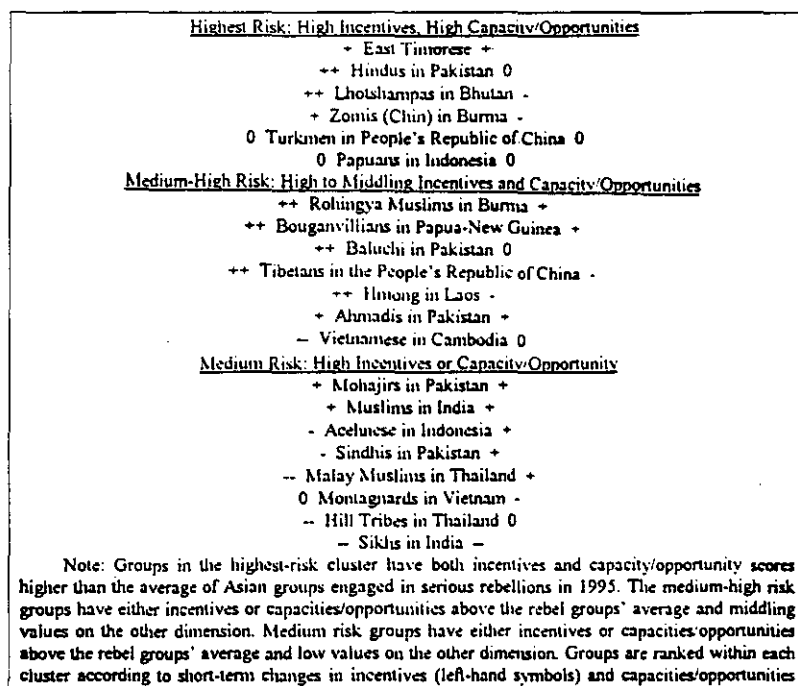 Highest Risk: High Incentives, High Capacity/Opportunities
+ East Timorese +
++ Hindus in Pakistan 0
++ Lhotshampas in Bhutan -
+ Zomis (Chin) in Burma -
0 Turkmen in People's Republic of China 0
0 Papuans in Indonesia 0
Medium-High Risk: High to Middling Incentives and Capacity/Opportunities
++ Rohingya Muslims in Burma +
++ Bouganvillians in Papua-New Guinea +
++ Baluchi in Pakistan 0
++ Tibetans in the People's Republic of China -
++ Hmong in Laos -
+ Ahmadis in Pakistan +
-- Vietnamese in Cambodia 0
Medium Risk: High Incentives or Capacity/Opportunity
+ Mohajirs in Pakistan +
+ Muslims in India +
- Acehnese in Indonesia +
- Sindhis in Pakistan +
-- Malay Muslims in Thailand +
0 Montagnards in Vietnam -
-- Hill Tribes in Thailand 0
-- Sikhs in India --
Note: Groups in the highest-risk cluster have both incentives and capacity/opportunity scores
higher than the average of Asian groups engaged in serious rebellions in 1995. The medium-high risk
groups have either incentives or capacities/opportunities above the rebel groups' average and middling
values on the other dimension. Medium risk groups have either incentives or capacities/opportunities
above the rebel groups' average and low values on the other dimension. Groups are ranked within each
cluster according to short-term changes in incentives (left-hand symbols) and capacities/opportunities